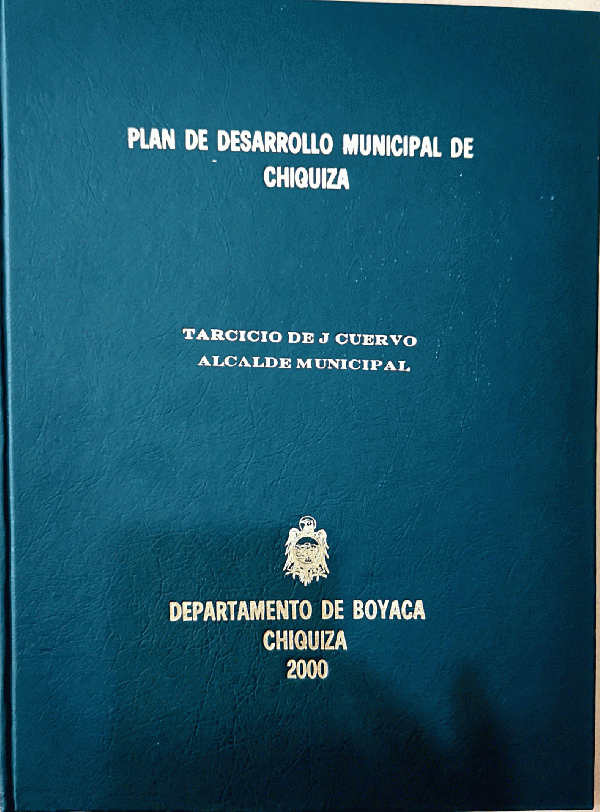 PLAN DE DESARROLLO MUNICIPAL DE
CHIQUIZA
TARCICIO DE J CUERVO
ALCALDE MUNICIPAL
DEPARTAMENTO DE BOYACA
CHIQUIZA
2000